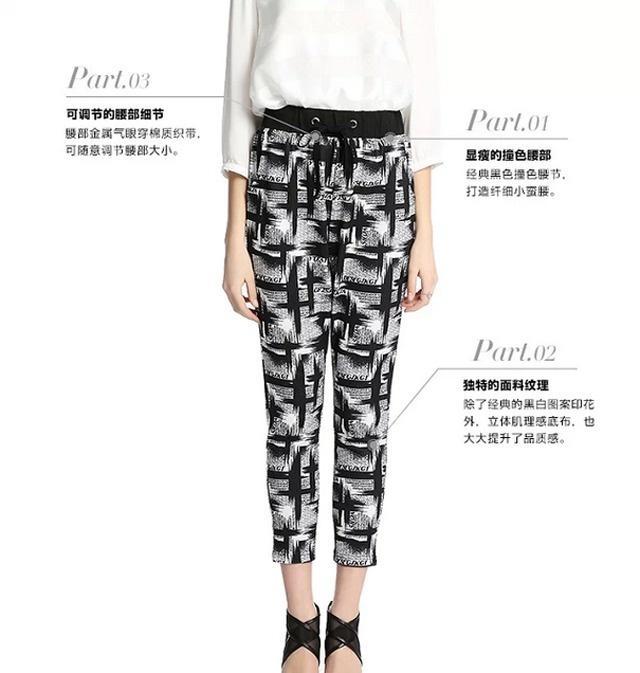 Part.03
可调节的腰部细节
腰部金属气眼穿棉质织带,
可随意调节腰部大小。
Part.01
显瘦的撞色腰部
经典黑色撞色腰节,
打造纤细小蛮腰。
Part.02
独特的面料纹理
除了经典的黑白图案印花
外, 立体肌理感底布, 也
大大提升了品质感。